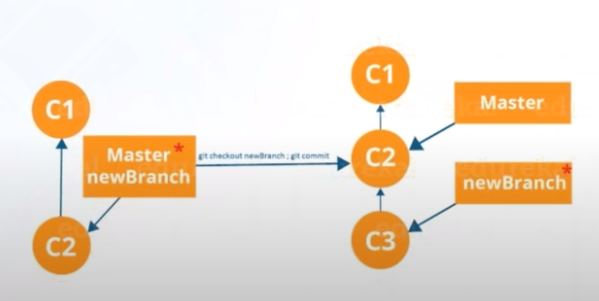 C1
Master*
newBranch
C2
git checkout newBranch ; git commit
C1
C2
C3
Master
newBranch*